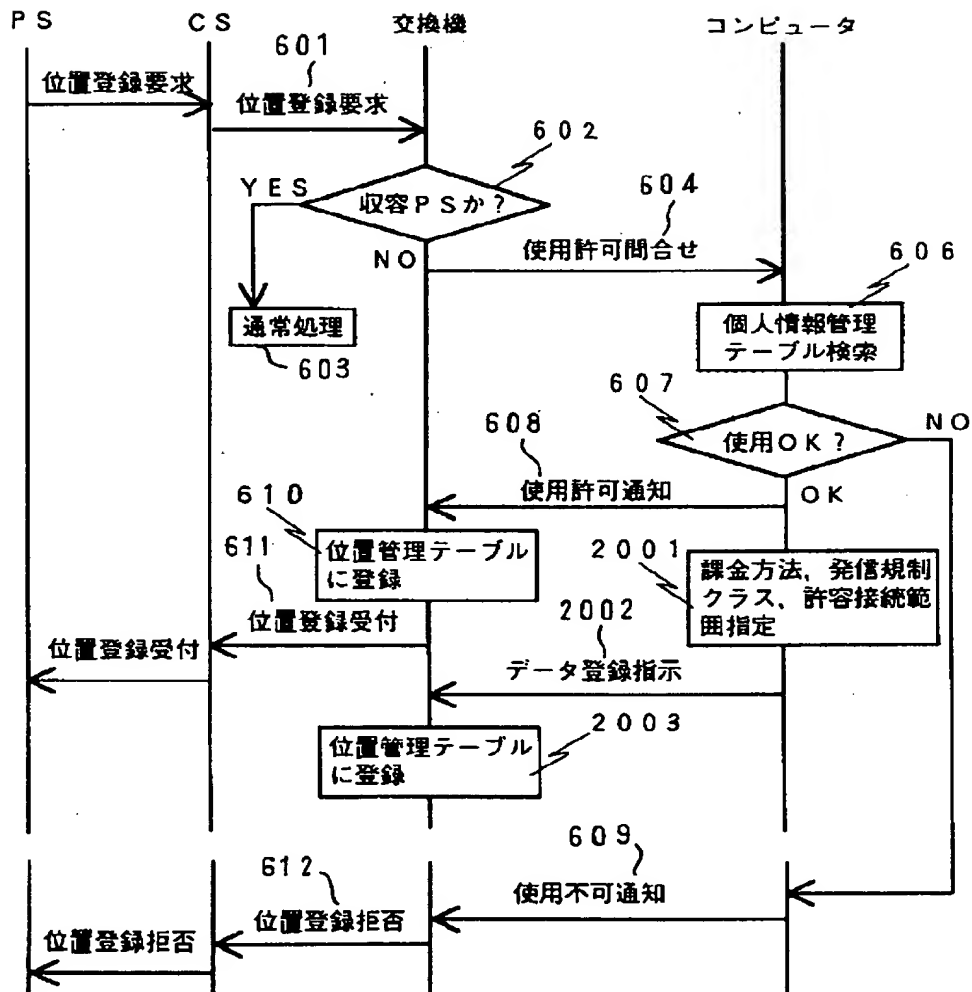 PS
CS
交換機
コンピュータ
601
位置登録要求
位置登録要求
602
YES
収容PSか?
604
NO
使用許可問合せ
606
通常処理
603
個人情報管理
テーブル検索
607
NO
使用OK?
608
使用許可通知
OK
610
位置管理テーブル
に登録
611
2001
課金方法,発信規制
クラス、許容接続範
囲指定
位置登録受付
2002
位置登録受付
データ登録指示
位置管理テーブル
に登録
2003
609
612
使用不可通知
位置登録拒否
位置登録拒否